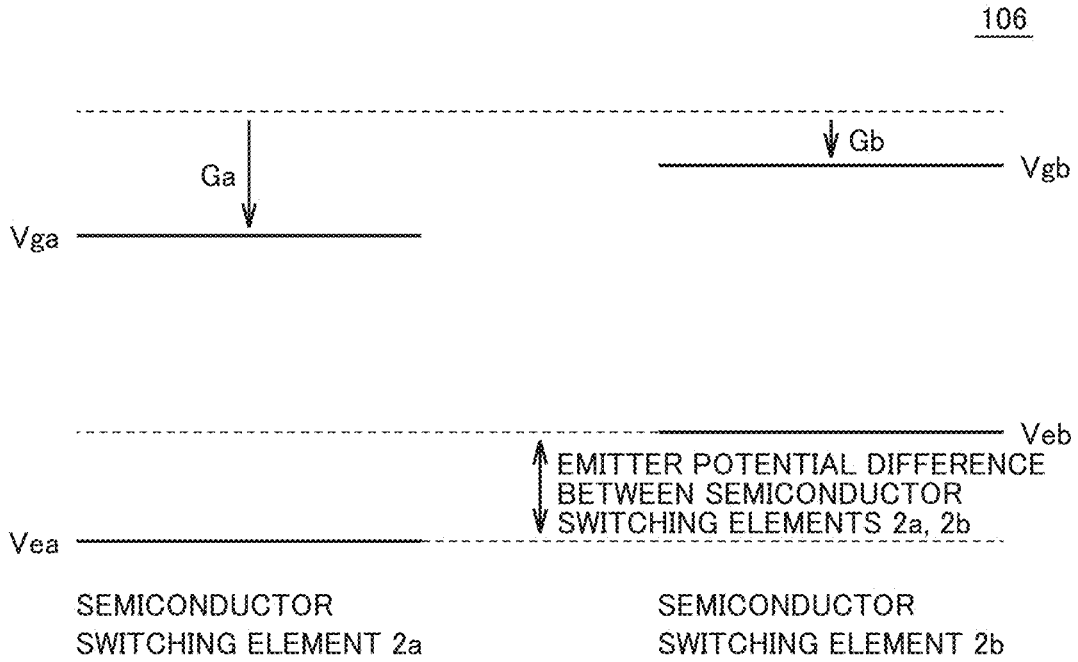 106
Ga
Gb
Vgb
Vga
Veb
EMITTER POTENTIAL DIFFERENCE
BETWEEN SEMICONDUCTOR
SWITCHING ELEMENTS 2a, 2b
Vea
SEMICONDUCTOR
SWITCHING ELEMENT 2a
SEMICONDUCTOR
SWITCHING ELEMENT 2b